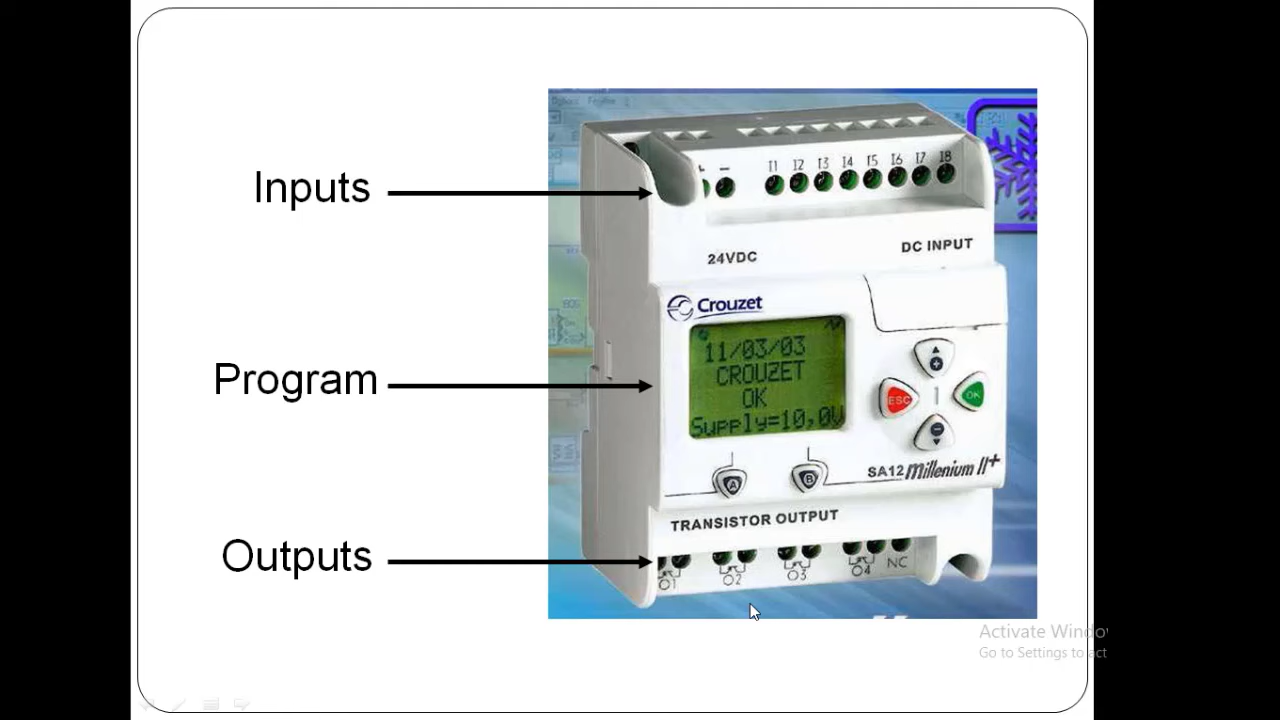 Inputs
I1 I2 I3 I4 I5 I6 I7 I8
24VDC
DC INPUT
Crouzet
11/03/03
CROUZET
OK
Supply=10,0V
ESC
OK
Program
SA12 Millenium II+
A
B
TRANSISTOR OUTPUT
Outputs
O1 O2 O3 O4 NC
Activate Windo
Go to Settings to act